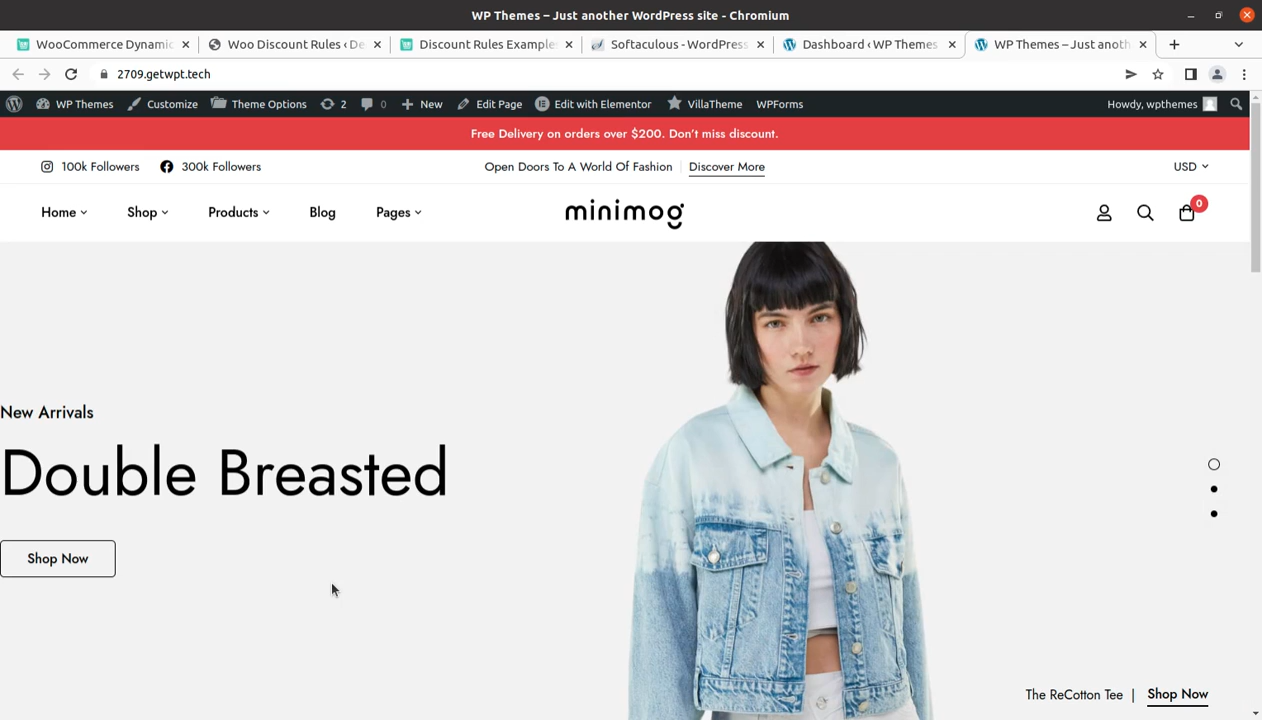 WP Themes – Just another WordPress site - Chromium
WooCommerce Dynamic
Woo Discount Rules ‹ De
Discount Rules Example
Softaculous - WordPress
Dashboard ‹ WP Themes
WP Themes – Just anoth
2709.getwpt.tech
WP Themes
Customize
Theme Options
2
0
New
Edit Page
Edit with Elementor
VillaTheme
WPForms
Howdy, wpthemes
Free Delivery on orders over $200. Don't miss discount.
100k Followers
300k Followers
Open Doors To A World Of Fashion
Discover More
USD
Home
Shop
Products
Blog
Pages
minimog
0
New Arrivals
Double Breasted
Shop Now
The ReCotton Tee |
Shop Now